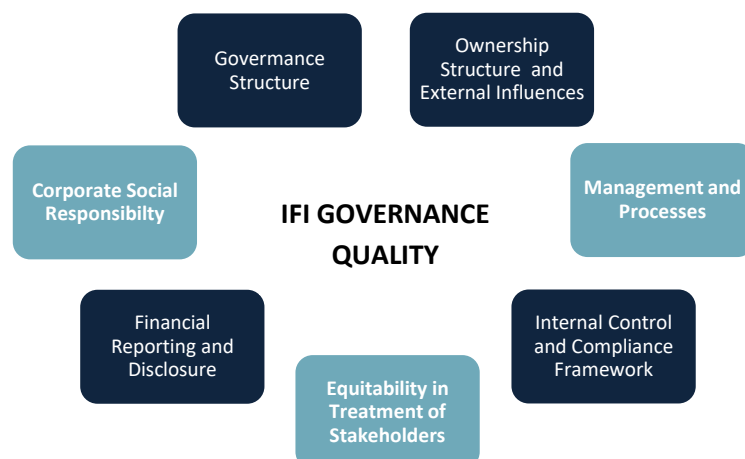 Govermance
Structure
Ownership
Structure and
External Influences
Corporate Social
Responsibilty
Management and
Processes
IFI GOVERNANCE
QUALITY
Financial
Reporting and
Disclosure
Internal Control
and Compliance
Framework
Equitability in
Treatment of
Stakeholders